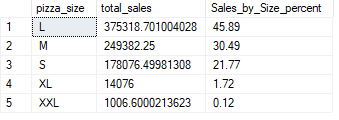 pizza_size total_sales Sales_by_Size_percent
1 L 375318.701004028 45.89
2 M 249382.25 30.49
3 S 178076.49981308 21.77
4 XL 14076 1.72
5 XXL 1006.6000213623 0.12